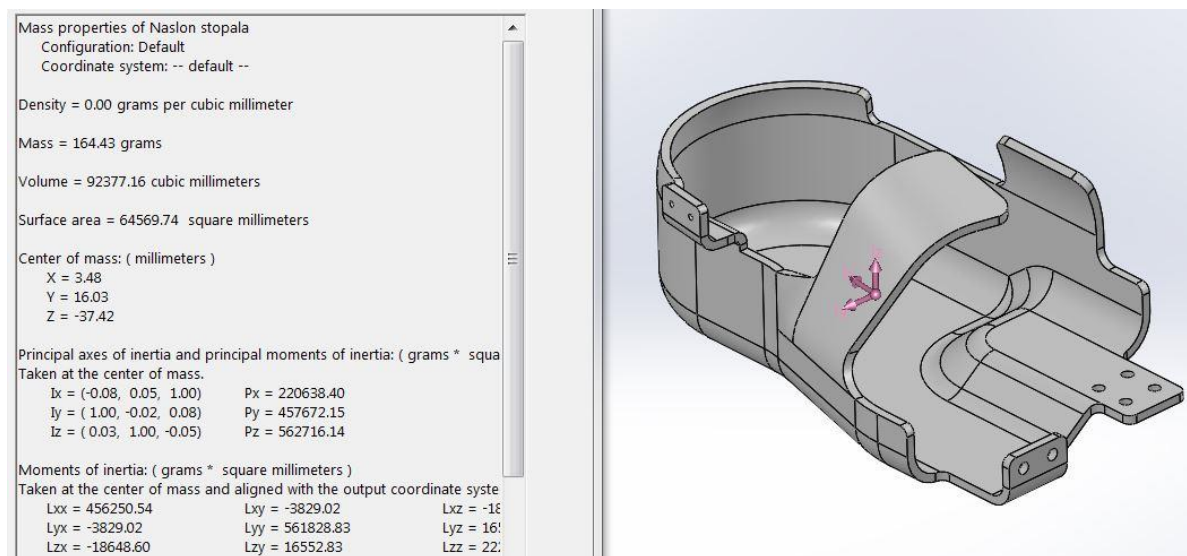 Mass properties of Naslon stopala
Configuration: Default
Coordinate system: -- default --
Density = 0.00 grams per cubic millimeter
Mass = 164.43 grams
Volume = 92377.16 cubic millimeters
Surface area = 64569.74 square millimeters
Center of mass: ( millimeters )
X = 3.48
Y = 16.03
Z = -37.42
Principal axes of inertia and principal moments of inertia: ( grams * squa
Taken at the center of mass.
Ix = (-0.08, 0.05, 1.00) Px = 220638.40
Iy = ( 1.00, -0.02, 0.08) Py = 457672.15
Iz = ( 0.03, 1.00, -0.05) Pz = 562716.14
Moments of inertia: ( grams * square millimeters )
Taken at the center of mass and aligned with the output coordinate syste
Lxx = 456250.54 Lxy = -3829.02 Lxz = -18
Lyx = -3829.02 Lyy = 561828.83 Lyz = 16
Lzx = -18648.60 Lzy = 16552.83 Lzz = 22